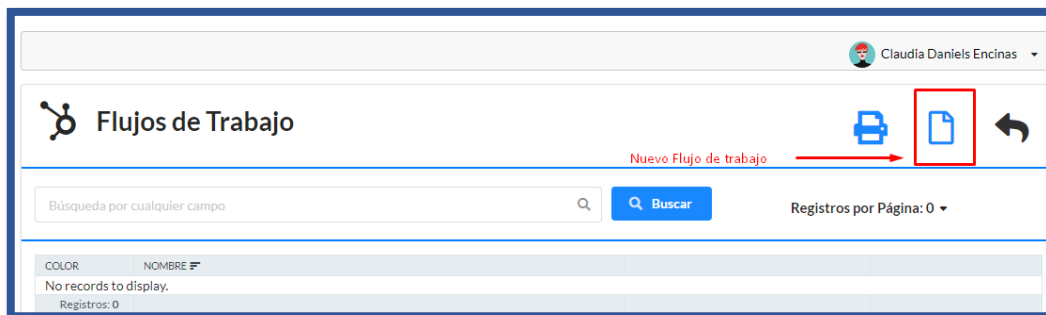 Claudia Daniels Encinas
Flujos de Trabajo
Nuevo Flujo de trabajo
Búsqueda por cualquier campo
Buscar
Registros por Página: 0
COLOR NOMBRE
No records to display.
Registros: 0